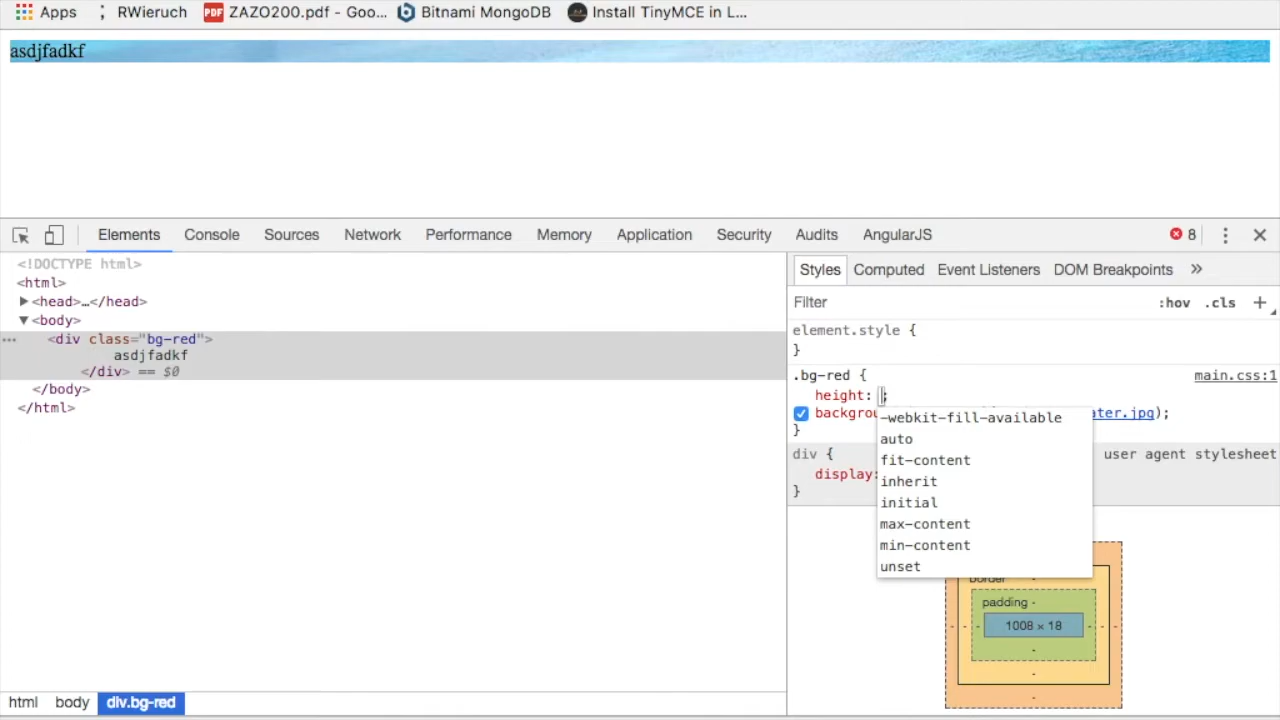 Apps RWieruch PDF ZAZO200.pdf - Goo... Bitnami MongoDB Install TinyMCE in L...
asdjfadkf
Elements Console Sources Network Performance Memory Application Security Audits AngularJS 8
<!DOCTYPE html>
<html>
<head>…</head>
<body>
<div class="bg-red">
asdjfadkf
</div> == $0
</body>
</html>
html body div.bg-red
Styles Computed Event Listeners DOM Breakpoints »
Filter :hov .cls +
element.style {
}
.bg-red { main.css:1
height: ;
ater.jpg);
}
-webkit-fill-available
auto
fit-content
inherit
initial
max-content
min-content
unset
div { user agent stylesheet
display:
}
border -
padding -
1008 × 18